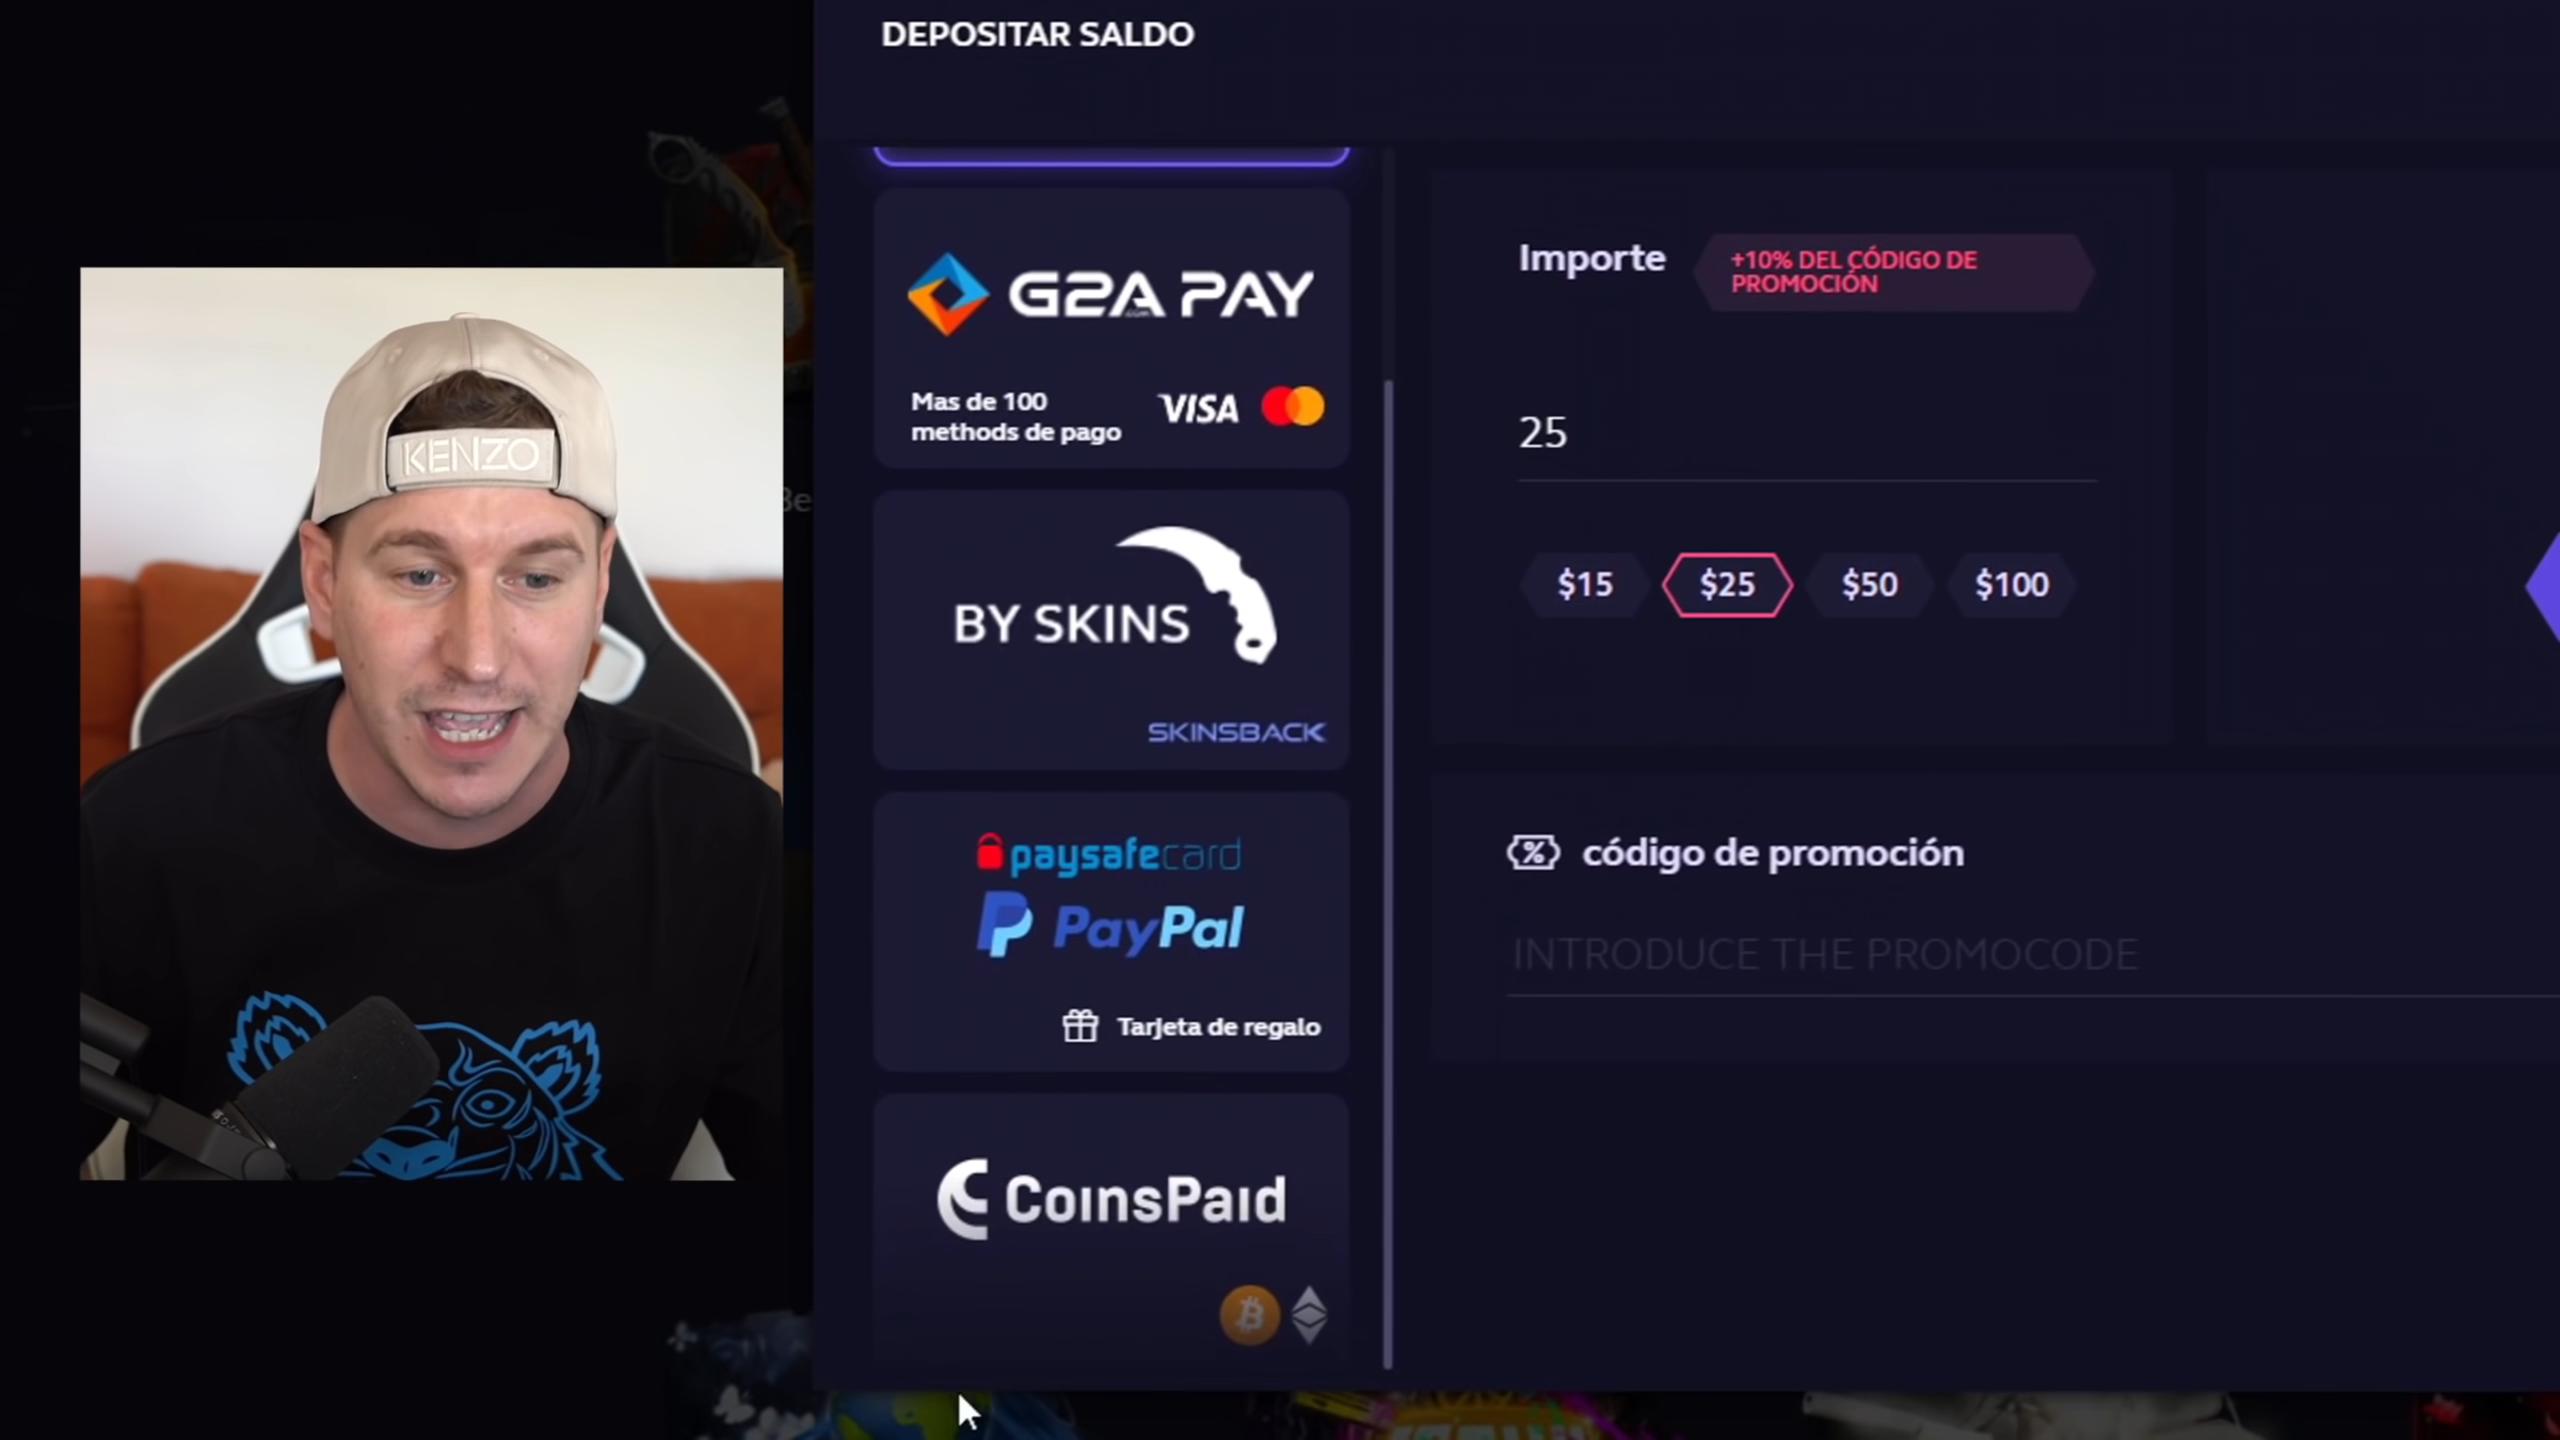 DEPOSITAR SALDO
G2A PAY
.com
Mas de 100
methods de pago
VISA
BY SKINS
SKINSBACK
paysafecard
PayPal
Tarjeta de regalo
CoinsPaid
Importe
+10% DEL CÓDIGO DE
PROMOCIÓN
25
$15
$25
$50
$100
código de promoción
INTRODUCE THE PROMOCODE
KENZO
Be